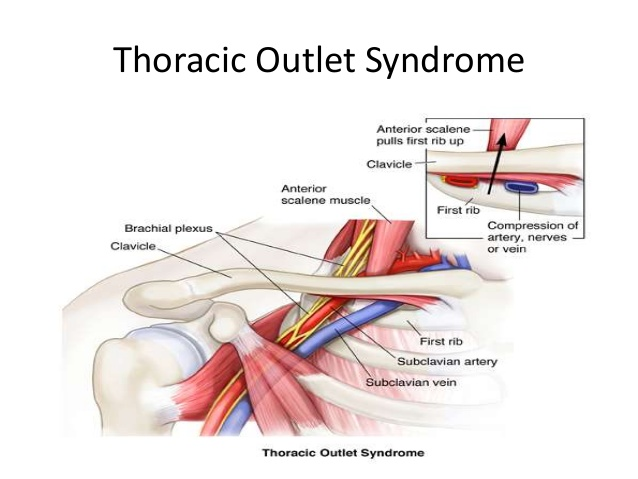 Thoracic Outlet Syndrome
Anterior scalene
pulls first rib up
Clavicle
First rib
Compression of
artery, nerves
or vein
Anterior
scalene muscle
Brachial plexus
Clavicle
First rib
Subclavian artery
Subclavian vein
Thoracic Outlet Syndrome